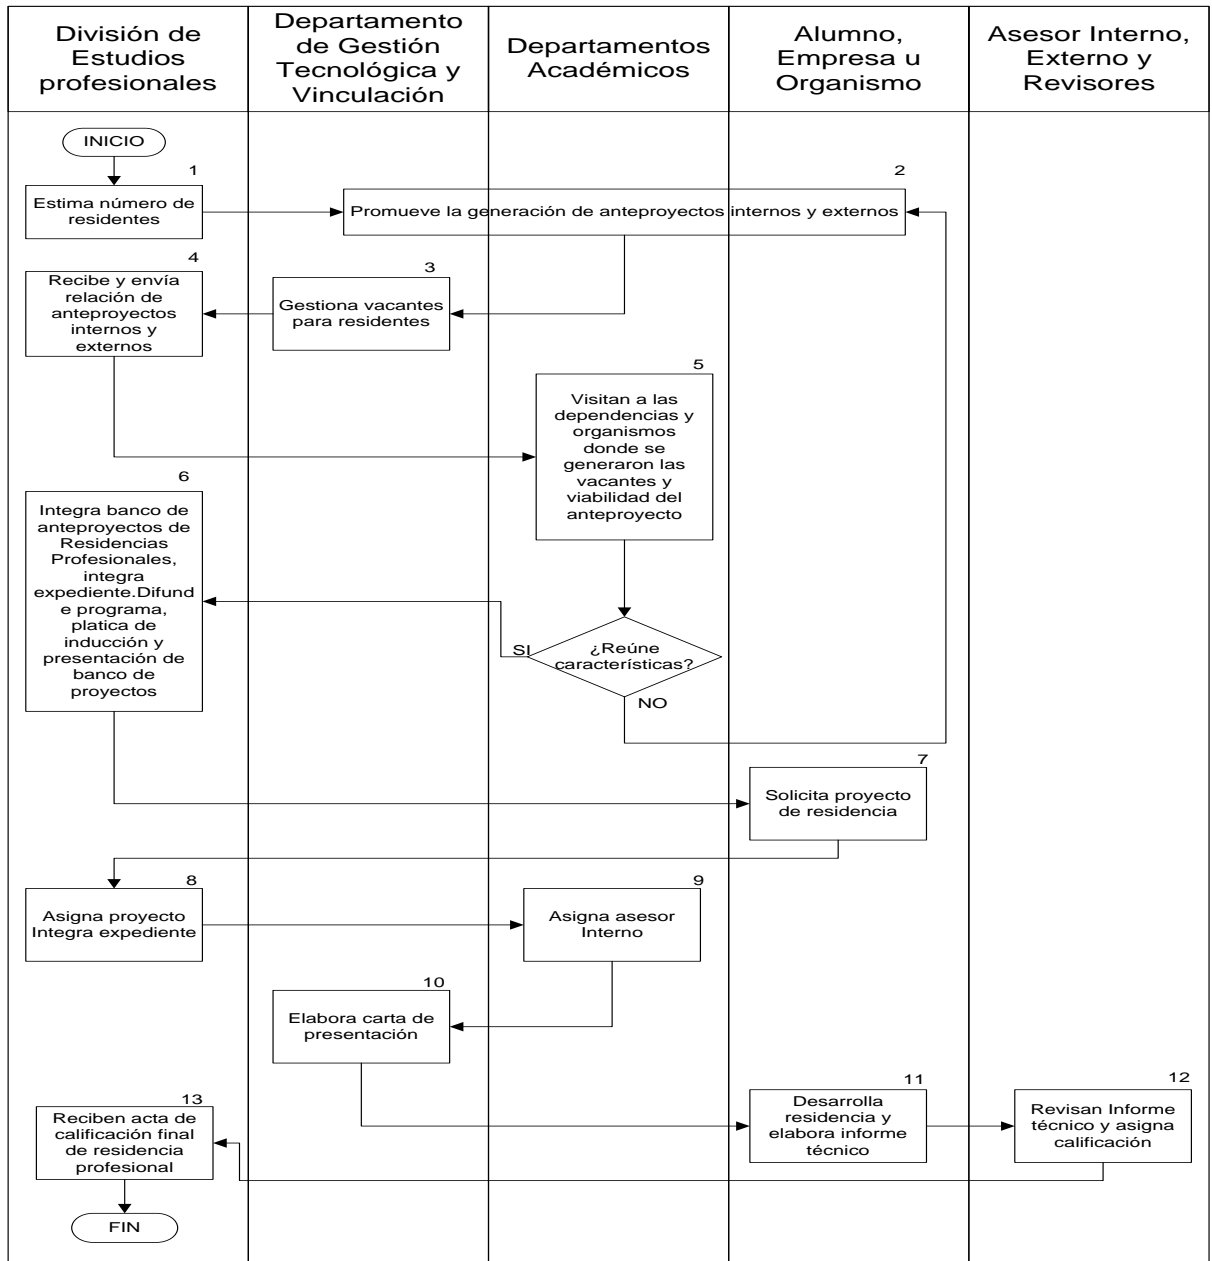 División de
Estudios
profesionales
Departamento
de Gestión
Tecnológica y
Vinculación
Departamentos
Académicos
Alumno,
Empresa u
Organismo
Asesor Interno,
Externo y
Revisores
INICIO
1
Estima número de
residentes
2
Promueve la generación de anteproyectos internos y externos
3
Gestiona vacantes
para residentes
4
Recibe y envía
relación de
anteproyectos
internos y
externos
5
Visitan a las
dependencias y
organismos
donde se
generaron las
vacantes y
viabilidad del
anteproyecto
6
Integra banco de
anteproyectos de
Residencias
Profesionales,
integra
expediente.Difund
e programa,
platica de
inducción y
presentación de
banco de
proyectos
¿Reúne
características?
SI
NO
7
Solicita proyecto
de residencia
8
Asigna proyecto
Integra expediente
9
Asigna asesor
Interno
10
Elabora carta de
presentación
11
Desarrolla
residencia y
elabora informe
técnico
12
Revisan Informe
técnico y asigna
calificación
13
Reciben acta de
calificación final
de residencia
profesional
FIN